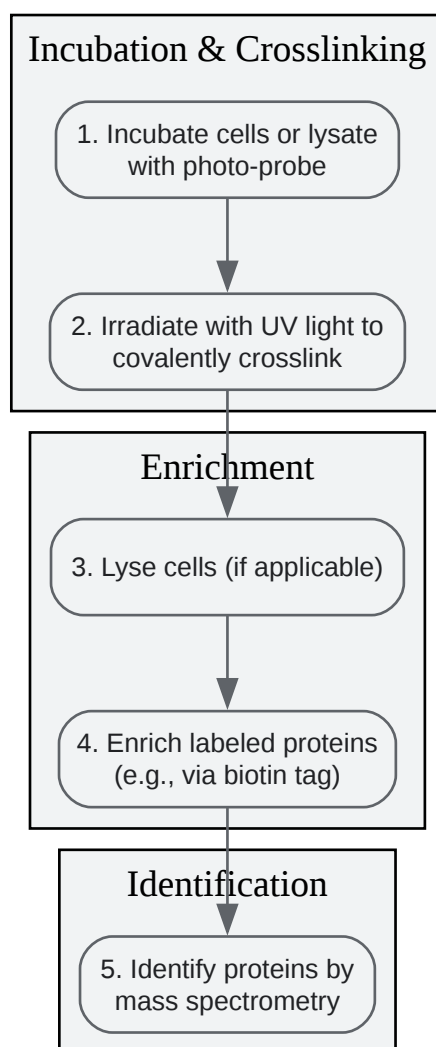 Incubation & Crosslinking
1. Incubate cells or lysate
with photo-probe
2. Irradiate with UV light to
covalently crosslink
Enrichment
3. Lyse cells (if applicable)
4. Enrich labeled proteins
(e.g., via biotin tag)
Identification
5. Identify proteins by
mass spectrometry